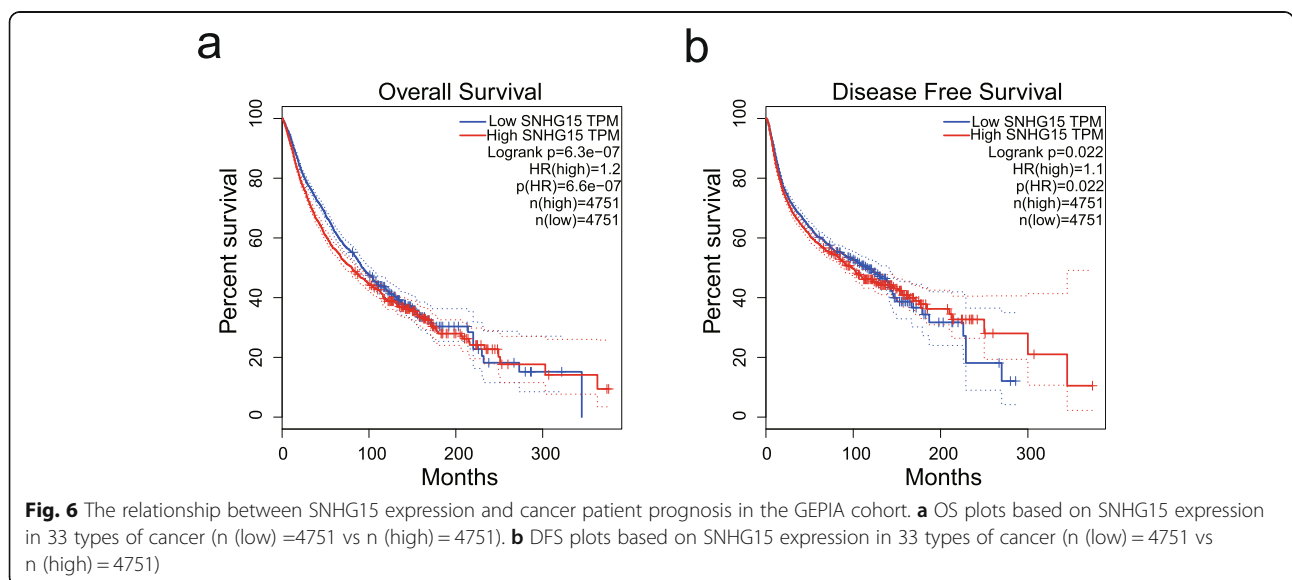 a
Overall Survival
Low SNHG15 TPM
High SNHG15 TPM
Logrank p=6.3e−07
HR(high)=1.2
p(HR)=6.6e−07
n(high)=4751
n(low)=4751
Percent survival
0 20 40 60 80 100
0 100 200 300
Months
b
Disease Free Survival
Low SNHG15 TPM
High SNHG15 TPM
Logrank p=0.022
HR(high)=1.1
p(HR)=0.022
n(high)=4751
n(low)=4751
Percent survival
0 20 40 60 80 100
0 100 200 300
Months
Fig. 6 The relationship between SNHG15 expression and cancer patient prognosis in the GEPIA cohort. a OS plots based on SNHG15 expression
in 33 types of cancer (n (low) =4751 vs n (high) = 4751). b DFS plots based on SNHG15 expression in 33 types of cancer (n (low) = 4751 vs
n (high) = 4751)